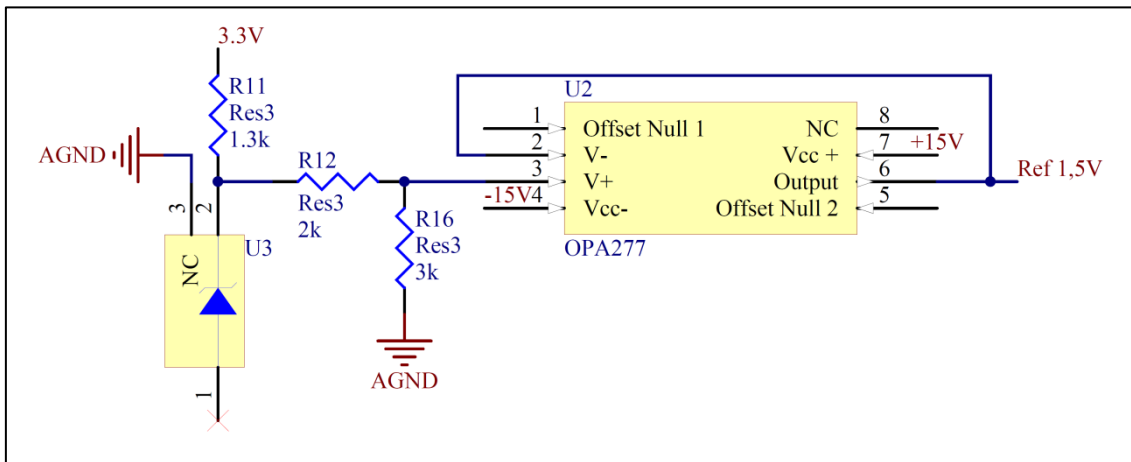 3.3V
R11
Res3
1.3k
AGND
3
2
NC
U3
1
R12
Res3
2k
R16
Res3
3k
AGND
U2
1 Offset Null 1
2 V-
3 V+
-15V 4 Vcc-
NC 8
Vcc + 7 +15V
Output 6
Offset Null 2 5
OPA277
Ref 1,5V